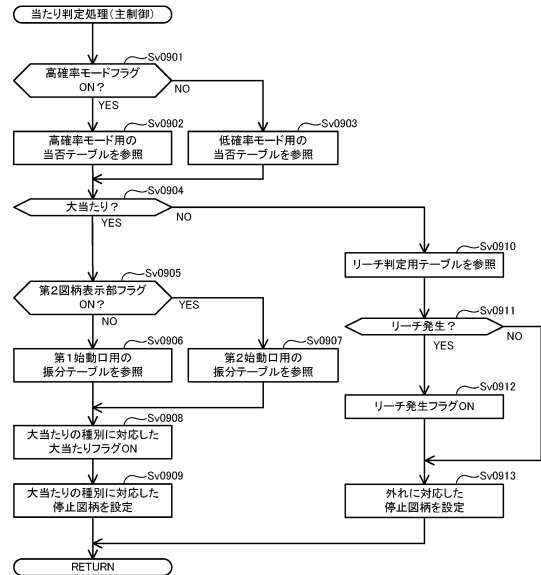 当たり判定処理(主制御)
Sv0901
高確率モードフラグ
ON?
NO
YES
Sv0902
高確率モード用の
当否テーブルを参照
Sv0903
低確率モード用の
当否テーブルを参照
Sv0904
大当たり?
NO
YES
Sv0905
第2図柄表示部フラグ
ON?
YES
NO
Sv0906
第1始動口用の
振分テーブルを参照
Sv0907
第2始動口用の
振分テーブルを参照
Sv0908
大当たりの種別に対応した
大当たりフラグON
Sv0909
大当たりの種別に対応した
停止図柄を設定
Sv0910
リーチ判定用テーブルを参照
Sv0911
リーチ発生?
NO
YES
Sv0912
リーチ発生フラグON
Sv0913
外れに対応した
停止図柄を設定
RETURN